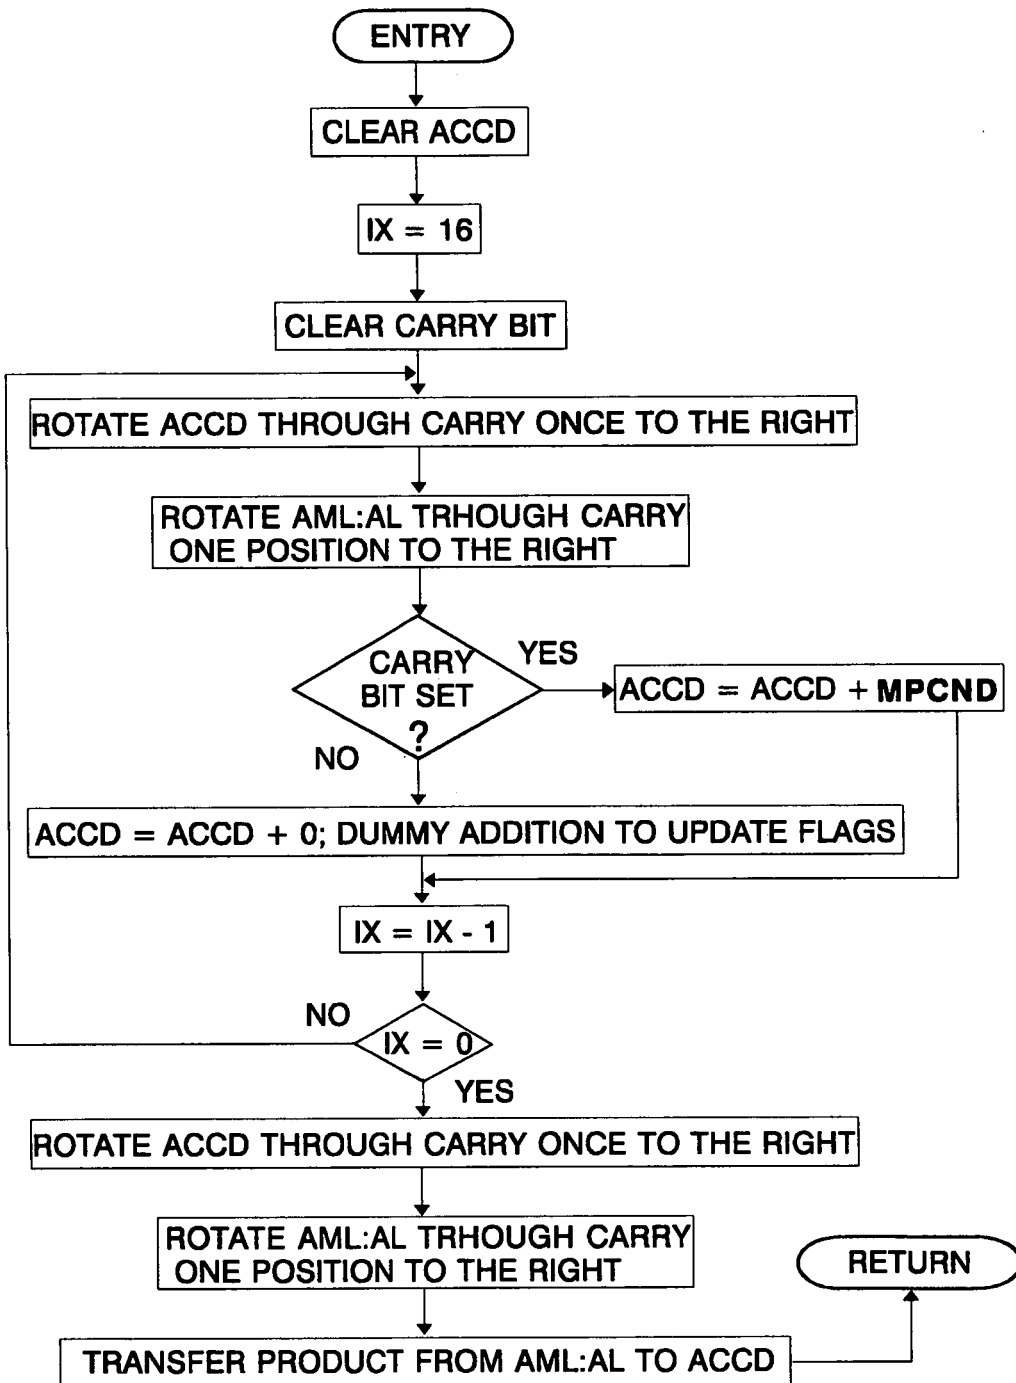 ENTRY
CLEAR ACCD
IX = 16
CLEAR CARRY BIT
ROTATE ACCD THROUGH CARRY ONCE TO THE RIGHT
ROTATE AML:AL TRHOUGH CARRY
ONE POSITION TO THE RIGHT
CARRY
BIT SET
?
YES
ACCD = ACCD + MPCND
NO
ACCD = ACCD + 0; DUMMY ADDITION TO UPDATE FLAGS
IX = IX - 1
NO
IX = 0
YES
ROTATE ACCD THROUGH CARRY ONCE TO THE RIGHT
ROTATE AML:AL TRHOUGH CARRY
ONE POSITION TO THE RIGHT
RETURN
TRANSFER PRODUCT FROM AML:AL TO ACCD